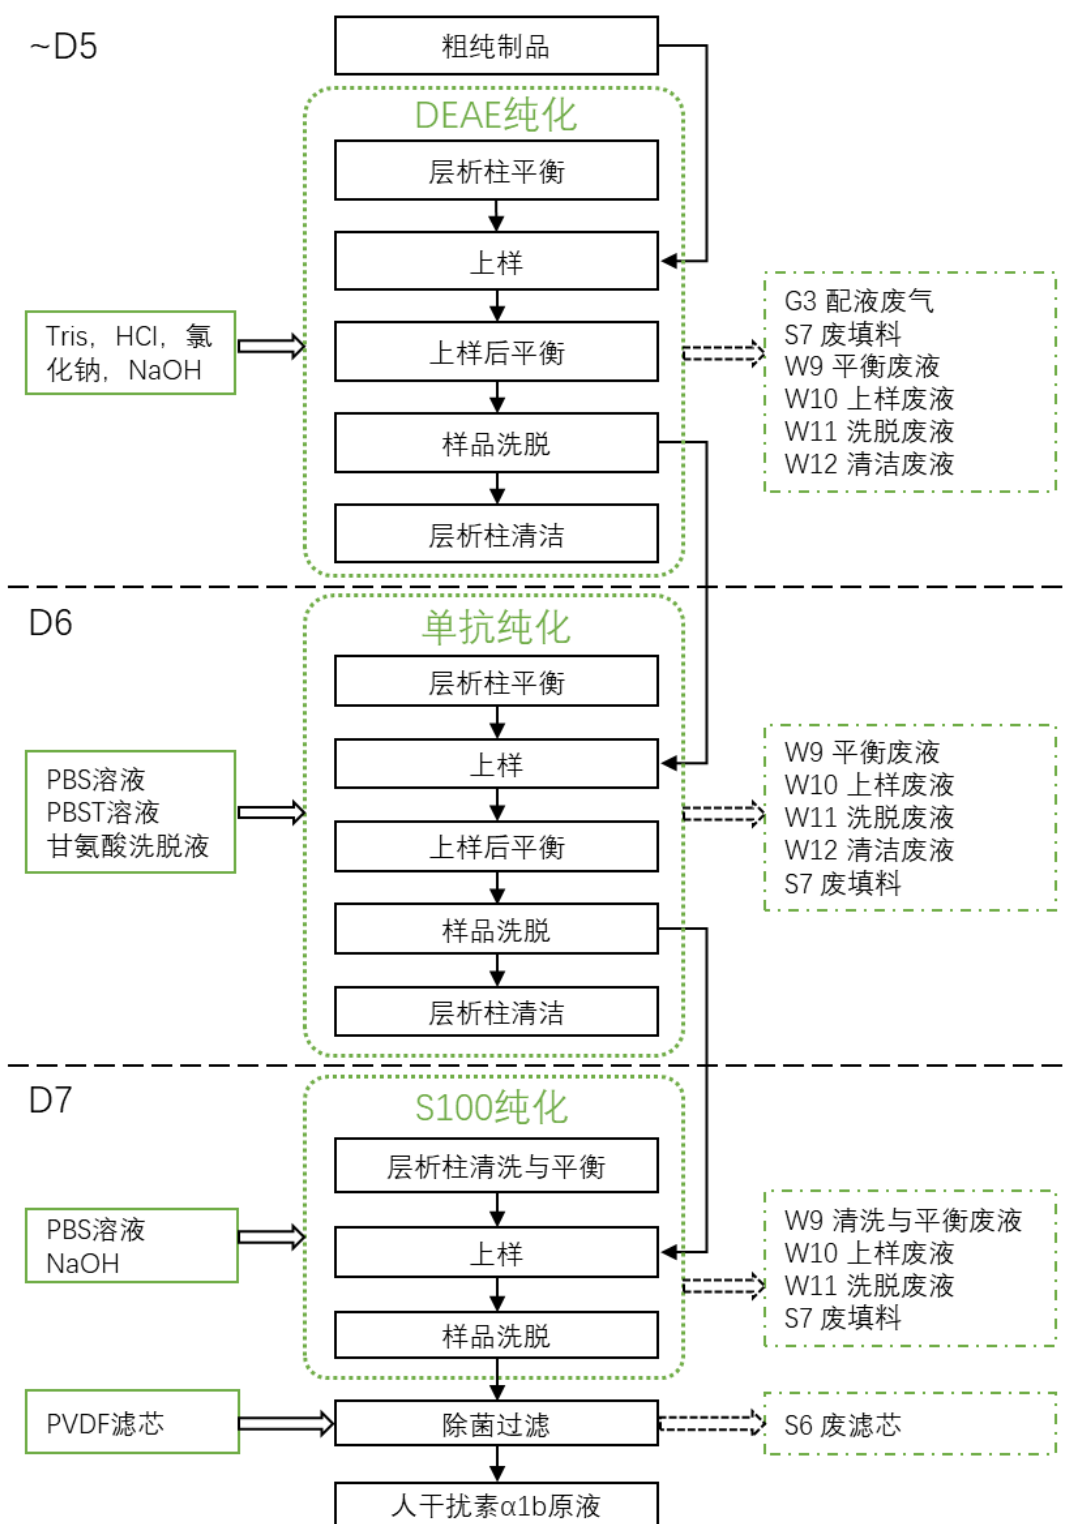 ~D5
粗纯制品
DEAE纯化
层析柱平衡
上样
上样后平衡
样品洗脱
层析柱清洁
Tris，HCl，氯
化钠，NaOH
G3 配液废气
S7 废填料
W9 平衡废液
W10 上样废液
W11 洗脱废液
W12 清洁废液
D6
单抗纯化
层析柱平衡
上样
上样后平衡
样品洗脱
层析柱清洁
PBS溶液
PBST溶液
甘氨酸洗脱液
W9 平衡废液
W10 上样废液
W11 洗脱废液
W12 清洁废液
S7 废填料
D7
S100纯化
层析柱清洗与平衡
上样
样品洗脱
PBS溶液
NaOH
W9 清洗与平衡废液
W10 上样废液
W11 洗脱废液
S7 废填料
PVDF滤芯
除菌过滤
S6 废滤芯
人干扰素α1b原液